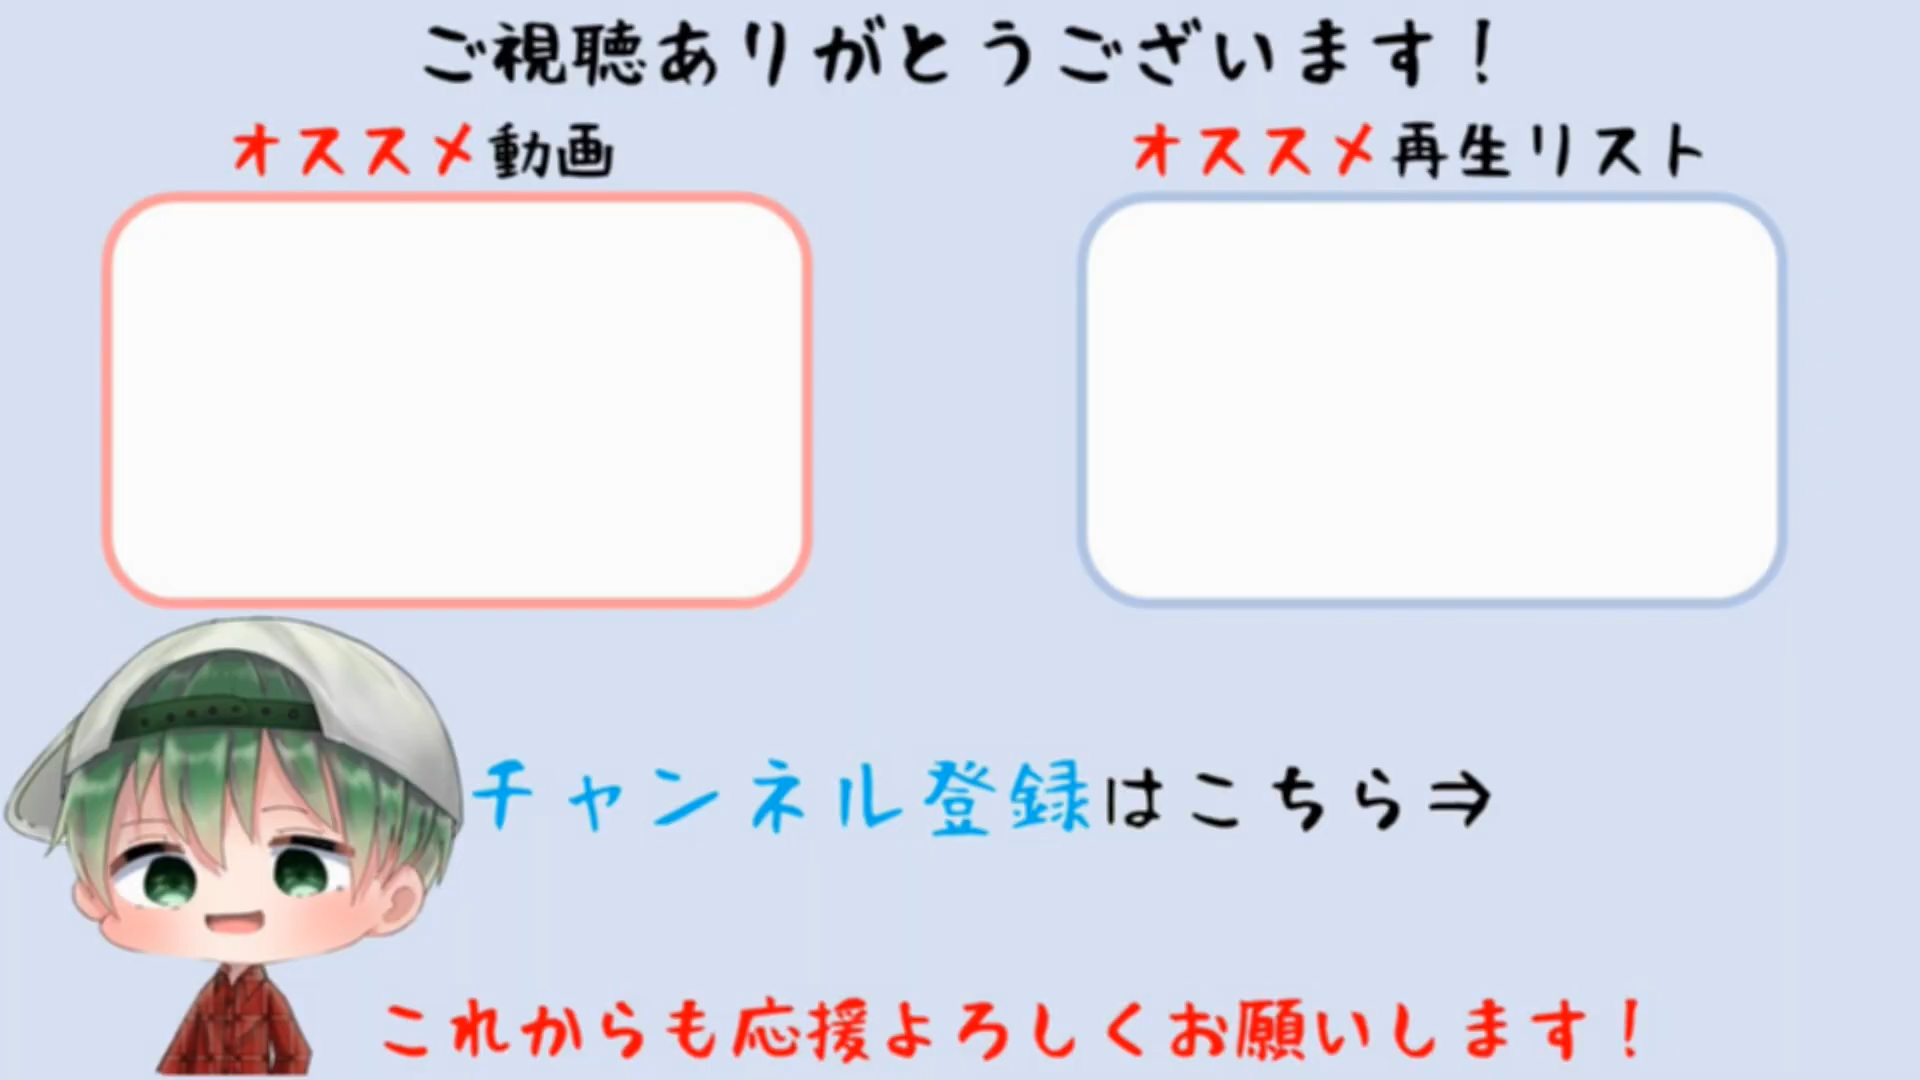 ご視聴ありがとうございます！
オススメ動画
オススメ再生リスト
チャンネル登録はこちら⇒
これからも応援よろしくお願いします！